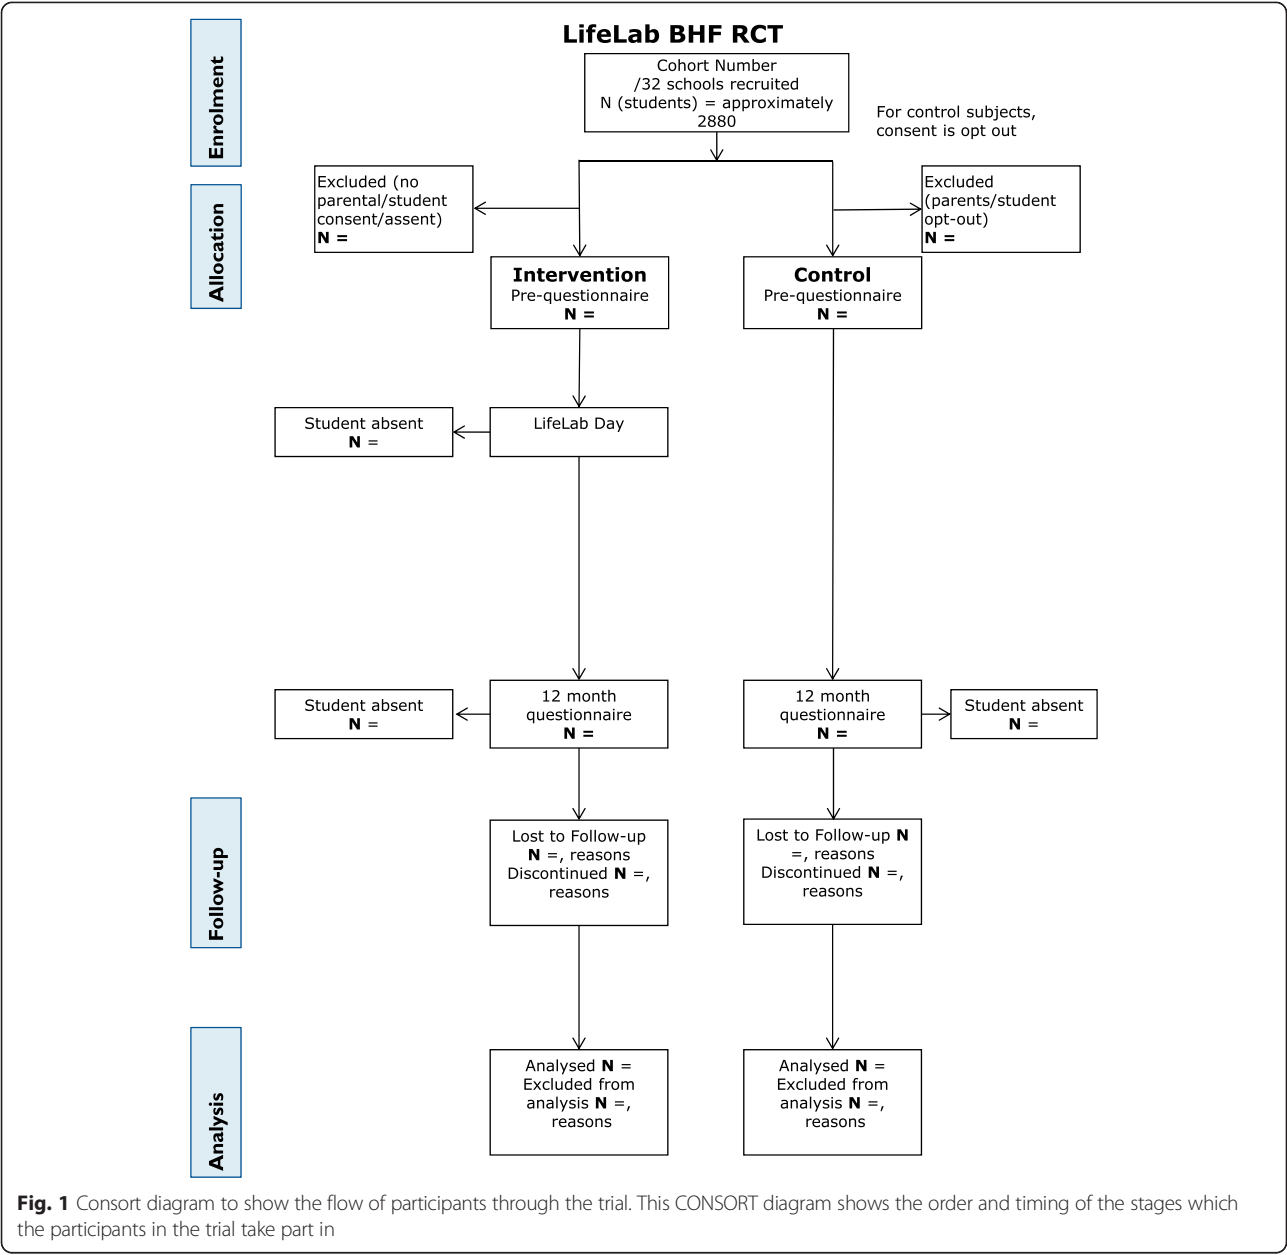 LifeLab BHF RCT
Enrolment
Cohort Number
/32 schools recruited
N (students) = approximately
2880
For control subjects,
consent is opt out
Allocation
Excluded (no
parental/student
consent/assent)
N =
Excluded
(parents/student
opt-out)
N =
Intervention
Pre-questionnaire
N =
Control
Pre-questionnaire
N =
Student absent
N =
LifeLab Day
Student absent
N =
12 month
questionnaire
N =
12 month
questionnaire
N =
Student absent
N =
Follow-up
Lost to Follow-up
N =, reasons
Discontinued N =,
reasons
Lost to Follow-up N
=, reasons
Discontinued N =,
reasons
Analysis
Analysed N =
Excluded from
analysis N =,
reasons
Analysed N =
Excluded from
analysis N =,
reasons
Fig. 1 Consort diagram to show the flow of participants through the trial. This CONSORT diagram shows the order and timing of the stages which
the participants in the trial take part in